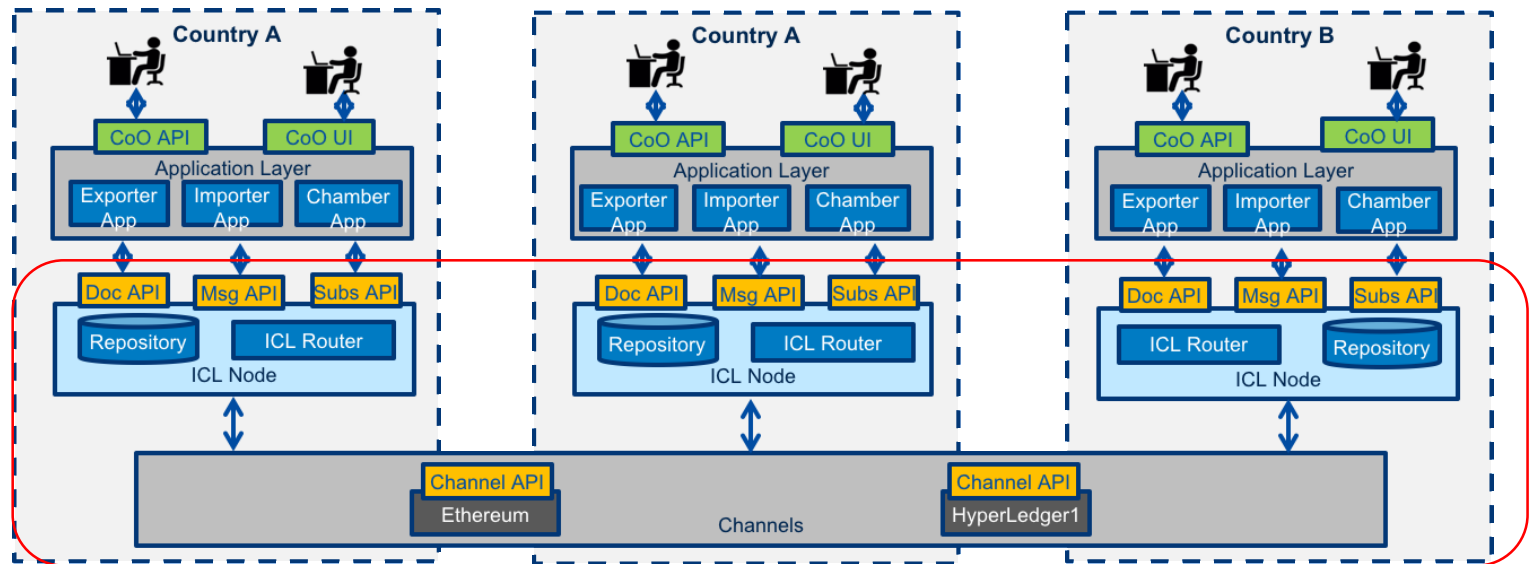 Country A
CoO API
CoO UI
Application Layer
Exporter
App
Importer
App
Chamber
App
Doc API
Msg API
Subs API
Repository
ICL Router
ICL Node
Country A
CoO API
CoO UI
Application Layer
Exporter
App
Importer
App
Chamber
App
Doc API
Msg API
Subs API
Repository
ICL Router
ICL Node
Country B
CoO API
CoO UI
Application Layer
Exporter
App
Importer
App
Chamber
App
Doc API
Msg API
Subs API
ICL Router
Repository
ICL Node
Channel API
Ethereum
Channels
Channel API
HyperLedger1